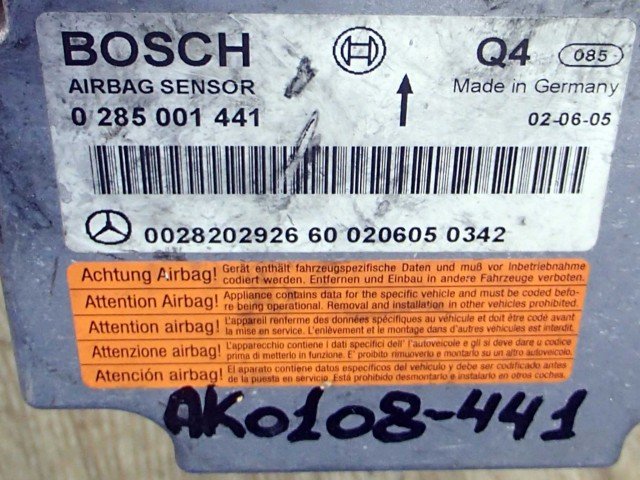 BOSCH Q4 085
AIRBAG SENSOR Made in Germany
0 285 001 441 02-06-05
0028202926 60 020605 0342
Achtung Airbag! Gerät enthält fahrzeugspezifische Daten und muß vor Inbetriebnahme
codiert werden. Entfernen und Einbau in andere Fahrzeuge verboten.
Attention Airbag! Appliance contains data for the specific vehicle and must be coded befo-
re being operational. Removal and installation in other vehicles prohibited.
Attention airbag! L'appareil renferme des données spécifiques au véhicule et doit être codé avant
la mise en service. L'enlèvement et le montage dans d'autres véhicules est interdit.
Attenzione airbag! L'apparecchio contiene i dati specifici dell' l'autoveicolo e gli si deve dare u codice
prima di metterlo in funzione. E' proibito rimuoverlo e montarlo su un altro autoveicolo.
Atención airbag! El aparato contiene datos específicos del vehículo y debe ser codificado antes
de la puesta en servicio. Está prohibido desmontarlo e instalarlo en otros coches.
AK0108-441